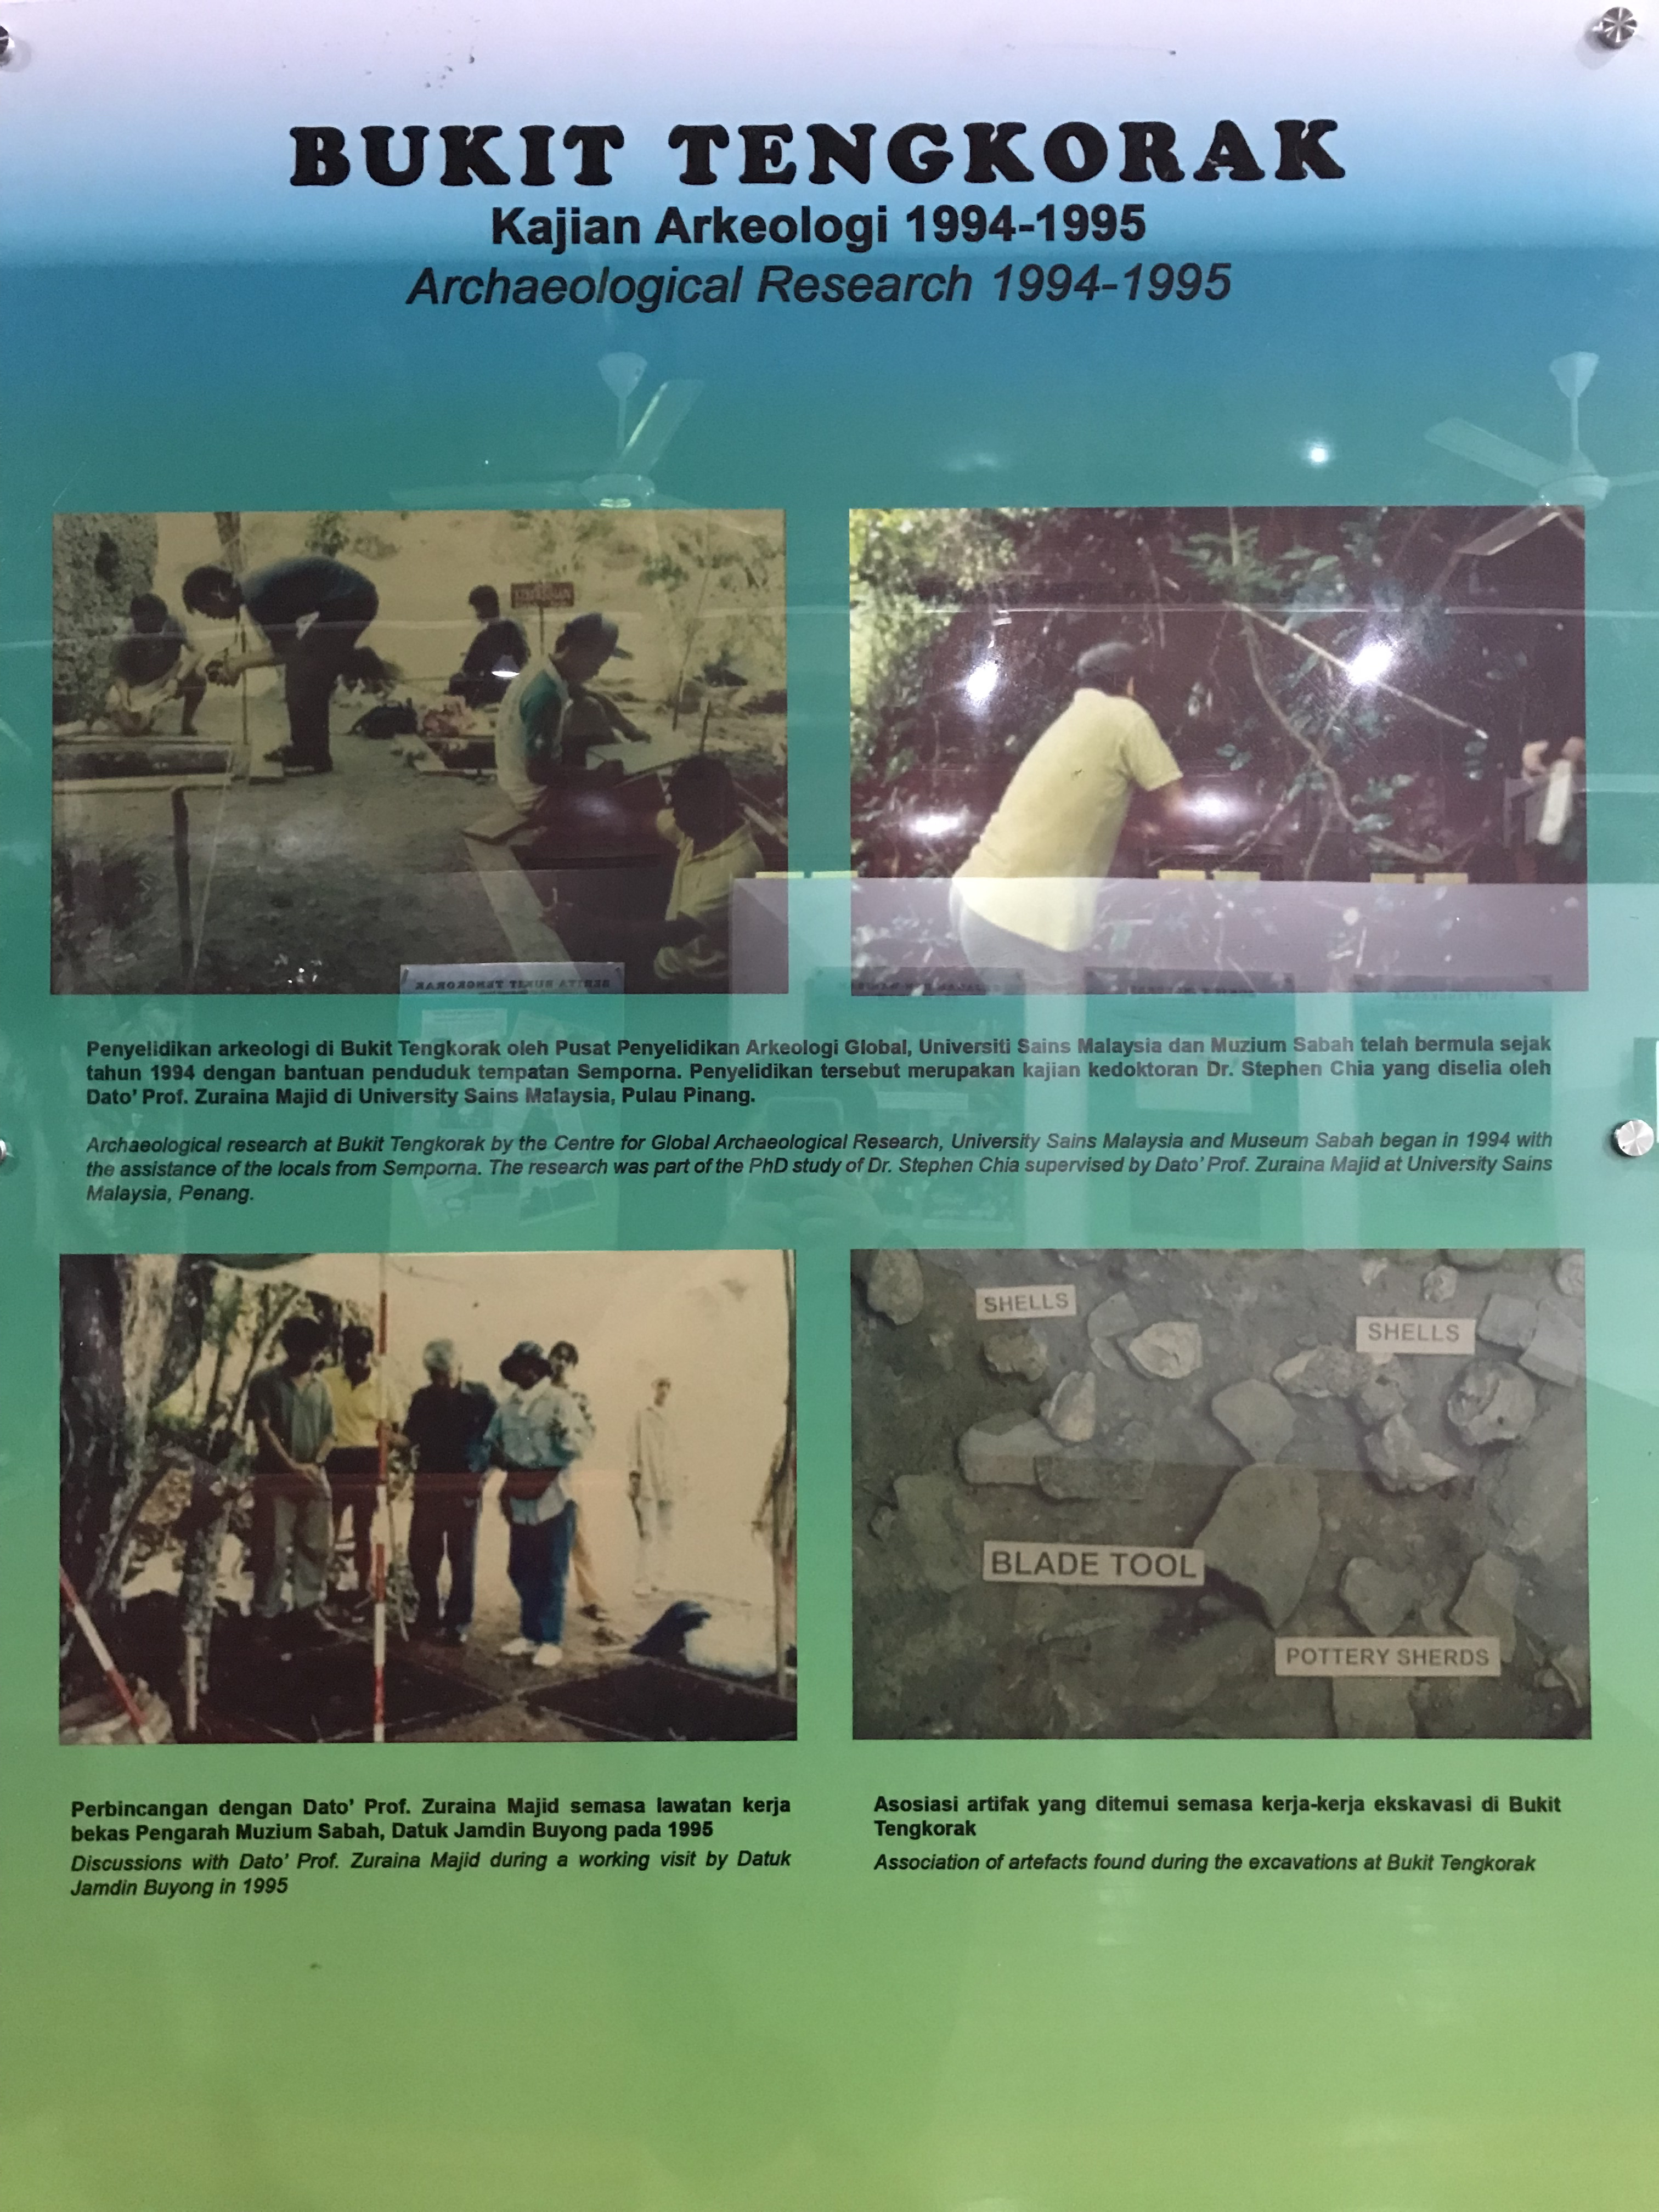 BUKIT TENGKORAK
Kajian Arkeologi 1994-1995
Archaeological Research 1994-1995
Penyelidikan arkeologi di Bukit Tengkorak oleh Pusat Penyelidikan Arkeologi Global, Universiti Sains Malaysia dan Muzium Sabah telah bermula sejak
tahun 1994 dengan bantuan penduduk tempatan Semporna. Penyelidikan tersebut merupakan kajian kedoktoran Dr. Stephen Chia yang diselia oleh
Dato' Prof. Zuraina Majid di University Sains Malaysia, Pulau Pinang.
Archaeological research at Bukit Tengkorak by the Centre for Global Archaeological Research, University Sains Malaysia and Museum Sabah began in 1994 with
the assistance of the locals from Semporna. The research was part of the PhD study of Dr. Stephen Chia supervised by Dato' Prof. Zuraina Majid at University Sains
Malaysia, Penang.
SHELLS
SHELLS
BLADE TOOL
POTTERY SHERDS
Perbincangan dengan Dato' Prof. Zuraina Majid semasa lawatan kerja
bekas Pengarah Muzium Sabah, Datuk Jamdin Buyong pada 1995
Discussions with Dato' Prof. Zuraina Majid during a working visit by Datuk
Jamdin Buyong in 1995
Asosiasi artifak yang ditemui semasa kerja-kerja ekskavasi di Bukit
Tengkorak
Association of artefacts found during the excavations at Bukit Tengkorak